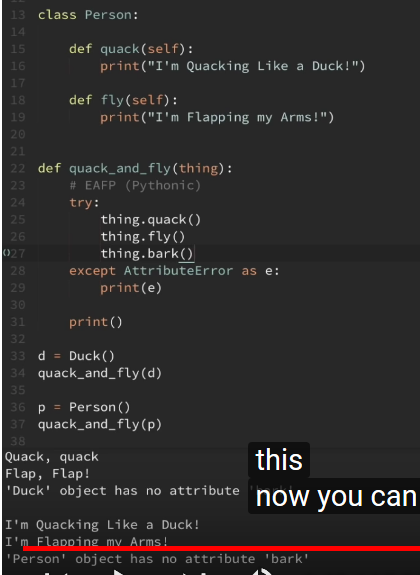 13 class Person:
14
15     def quack(self):
16         print("I'm Quacking Like a Duck!")
17
18     def fly(self):
19         print("I'm Flapping my Arms!")
20
21
22 def quack_and_fly(thing):
23     # EAFP (Pythonic)
24     try:
25         thing.quack()
26         thing.fly()
27         thing.bark()
28     except AttributeError as e:
29         print(e)
30
31     print()
32
33 d = Duck()
34 quack_and_fly(d)
35
36 p = Person()
37 quack_and_fly(p)
38
Quack, quack
Flap, Flap!
'Duck' object has no attribute
this
now you can
I'm Quacking Like a Duck!
I'm Flapping my Arms!
'Person' object has no attribute 'bark'